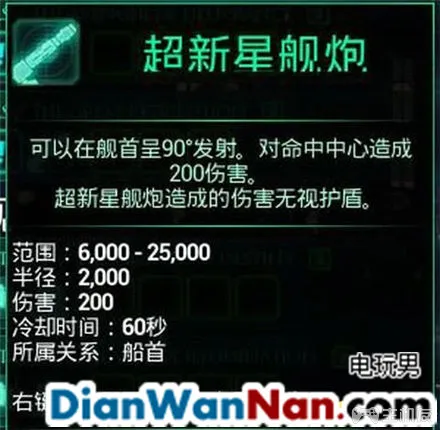 超新星舰炮
可以在舰首呈90°发射。对命中中心造成
200伤害。
超新星舰炮造成的伤害无视护盾。
范围：6,000 - 25,000
半径：2,000
伤害：200
冷却时间：60秒
所属关系：船首
电玩男
右键
DianWanNan.com